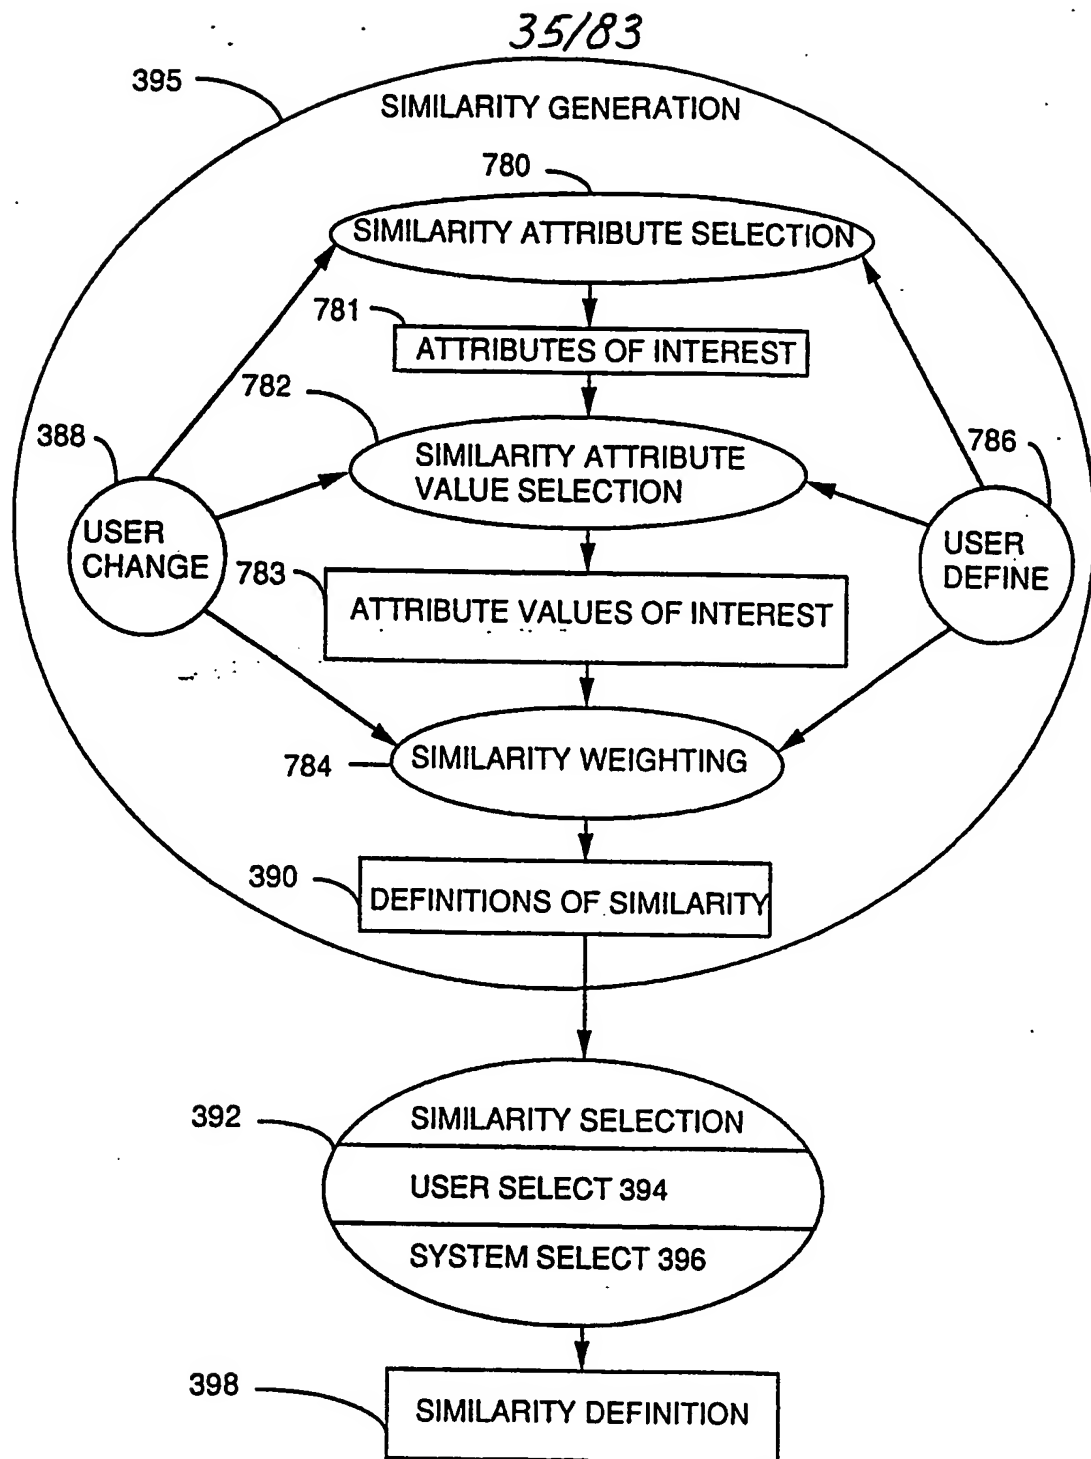 35/83
395
SIMILARITY GENERATION
780
SIMILARITY ATTRIBUTE SELECTION
781
ATTRIBUTES OF INTEREST
782
388
SIMILARITY ATTRIBUTE
VALUE SELECTION
786
USER
CHANGE
USER
DEFINE
783
ATTRIBUTE VALUES OF INTEREST
784
SIMILARITY WEIGHTING
390
DEFINITIONS OF SIMILARITY
392
SIMILARITY SELECTION
USER SELECT 394
SYSTEM SELECT 396
398
SIMILARITY DEFINITION